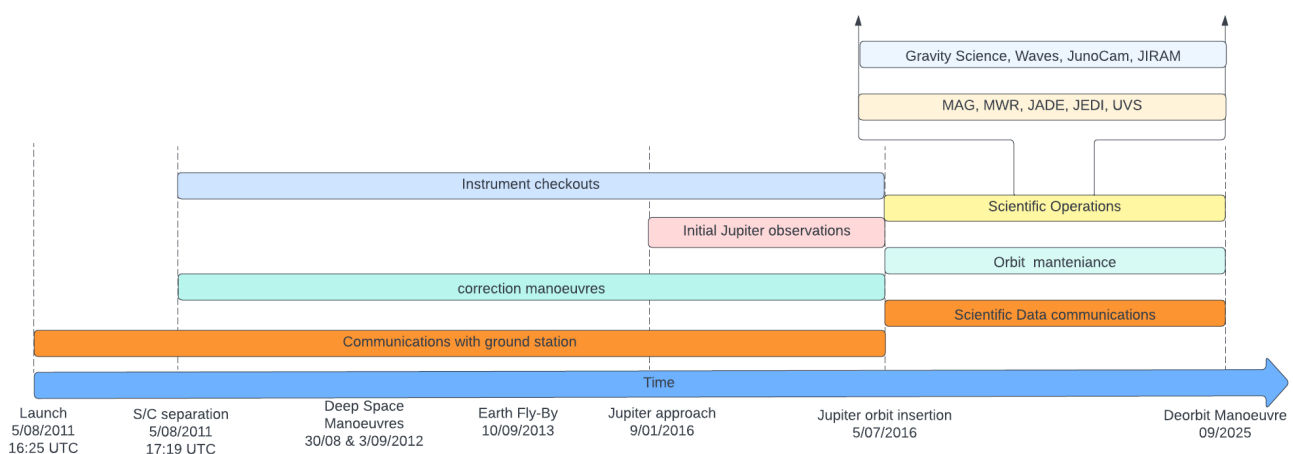 Gravity Science, Waves, JunoCam, JIRAM
MAG, MWR, JADE, JEDI, UVS
Instrument checkouts
Scientific Operations
Initial Jupiter observations
Orbit manteniance
correction manoeuvres
Scientific Data communications
Communications with ground station
Time
Launch
5/08/2011
16:25 UTC
S/C separation
5/08/2011
17:19 UTC
Deep Space
Manoeuvres
30/08 & 3/09/2012
Earth Fly-By
10/09/2013
Jupiter approach
9/01/2016
Jupiter orbit insertion
5/07/2016
Deorbit Manoeuvre
09/2025